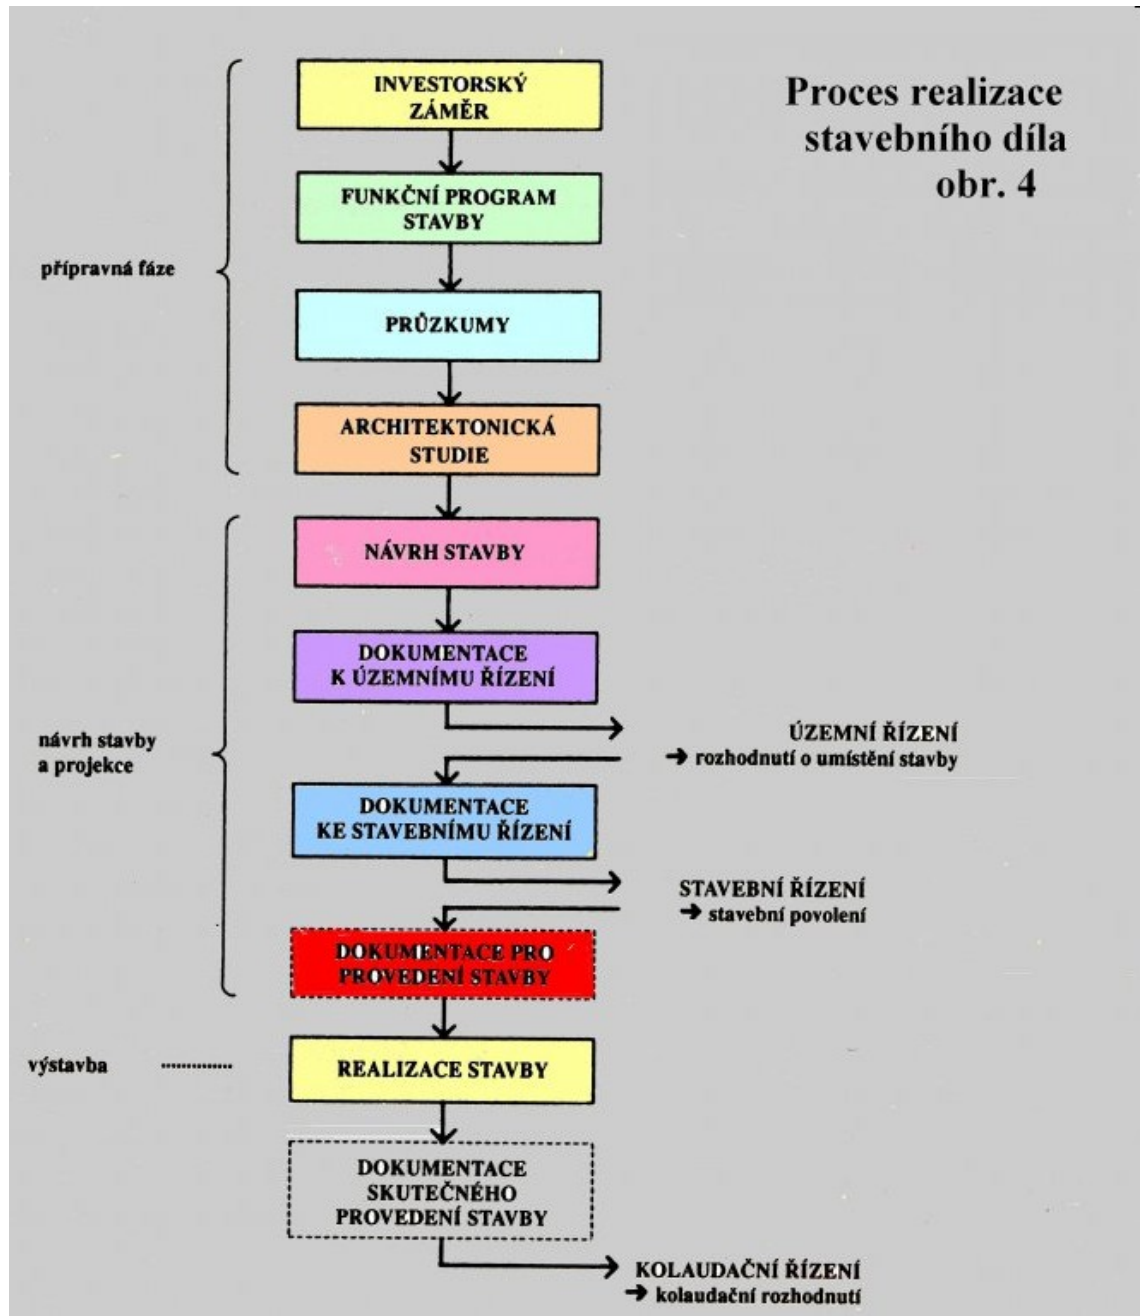 Proces realizace
stavebního díla
obr. 4
INVESTORSKÝ
ZÁMĚR
FUNKČNÍ PROGRAM
STAVBY
přípravná fáze
PRŮZKUMY
ARCHITEKTONICKÁ
STUDIE
NÁVRH STAVBY
DOKUMENTACE
K ÚZEMNÍMU ŘÍZENÍ
návrh stavby
a projekce
ÚZEMNÍ ŘÍZENÍ
➔ rozhodnutí o umístění stavby
DOKUMENTACE
KE STAVEBNÍMU ŘÍZENÍ
STAVEBNÍ ŘÍZENÍ
➔ stavební povolení
DOKUMENTACE PRO
PROVEDENÍ STAVBY
výstavba ..............
REALIZACE STAVBY
DOKUMENTACE
SKUTEČNÉHO
PROVEDENÍ STAVBY
KOLAUDAČNÍ ŘÍZENÍ
➔ kolaudační rozhodnutí